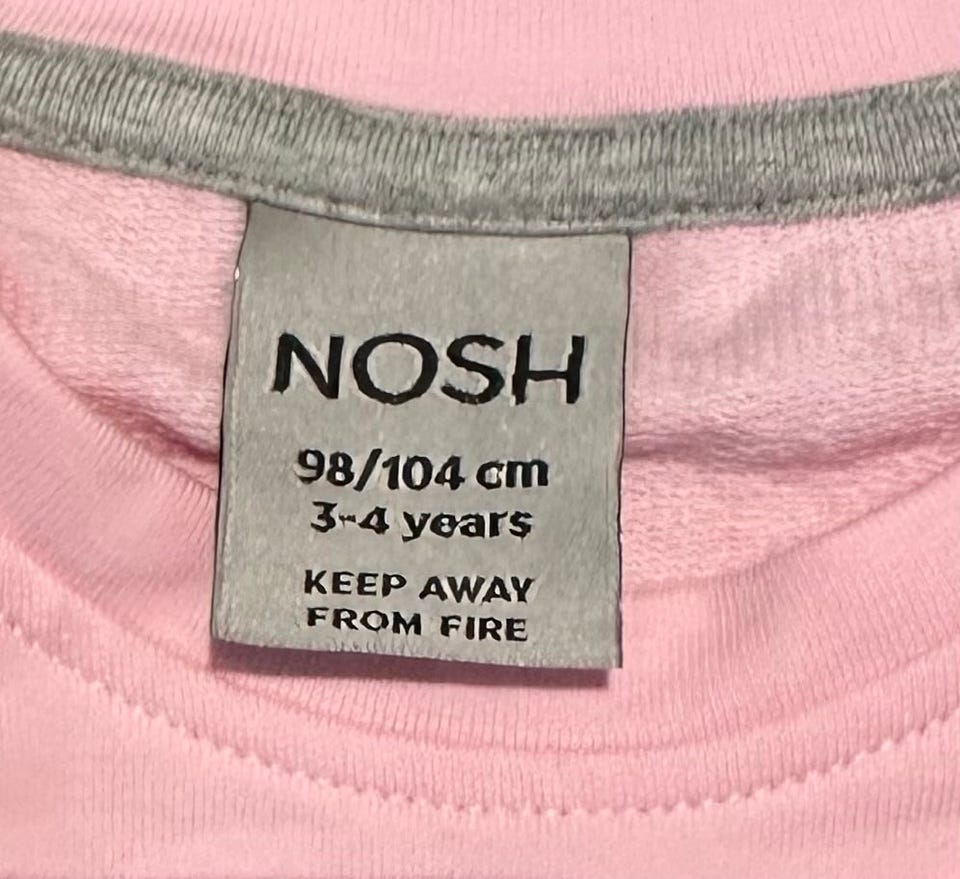 NOSH
98/104 cm
3-4 years
KEEP AWAY
FROM FIRE